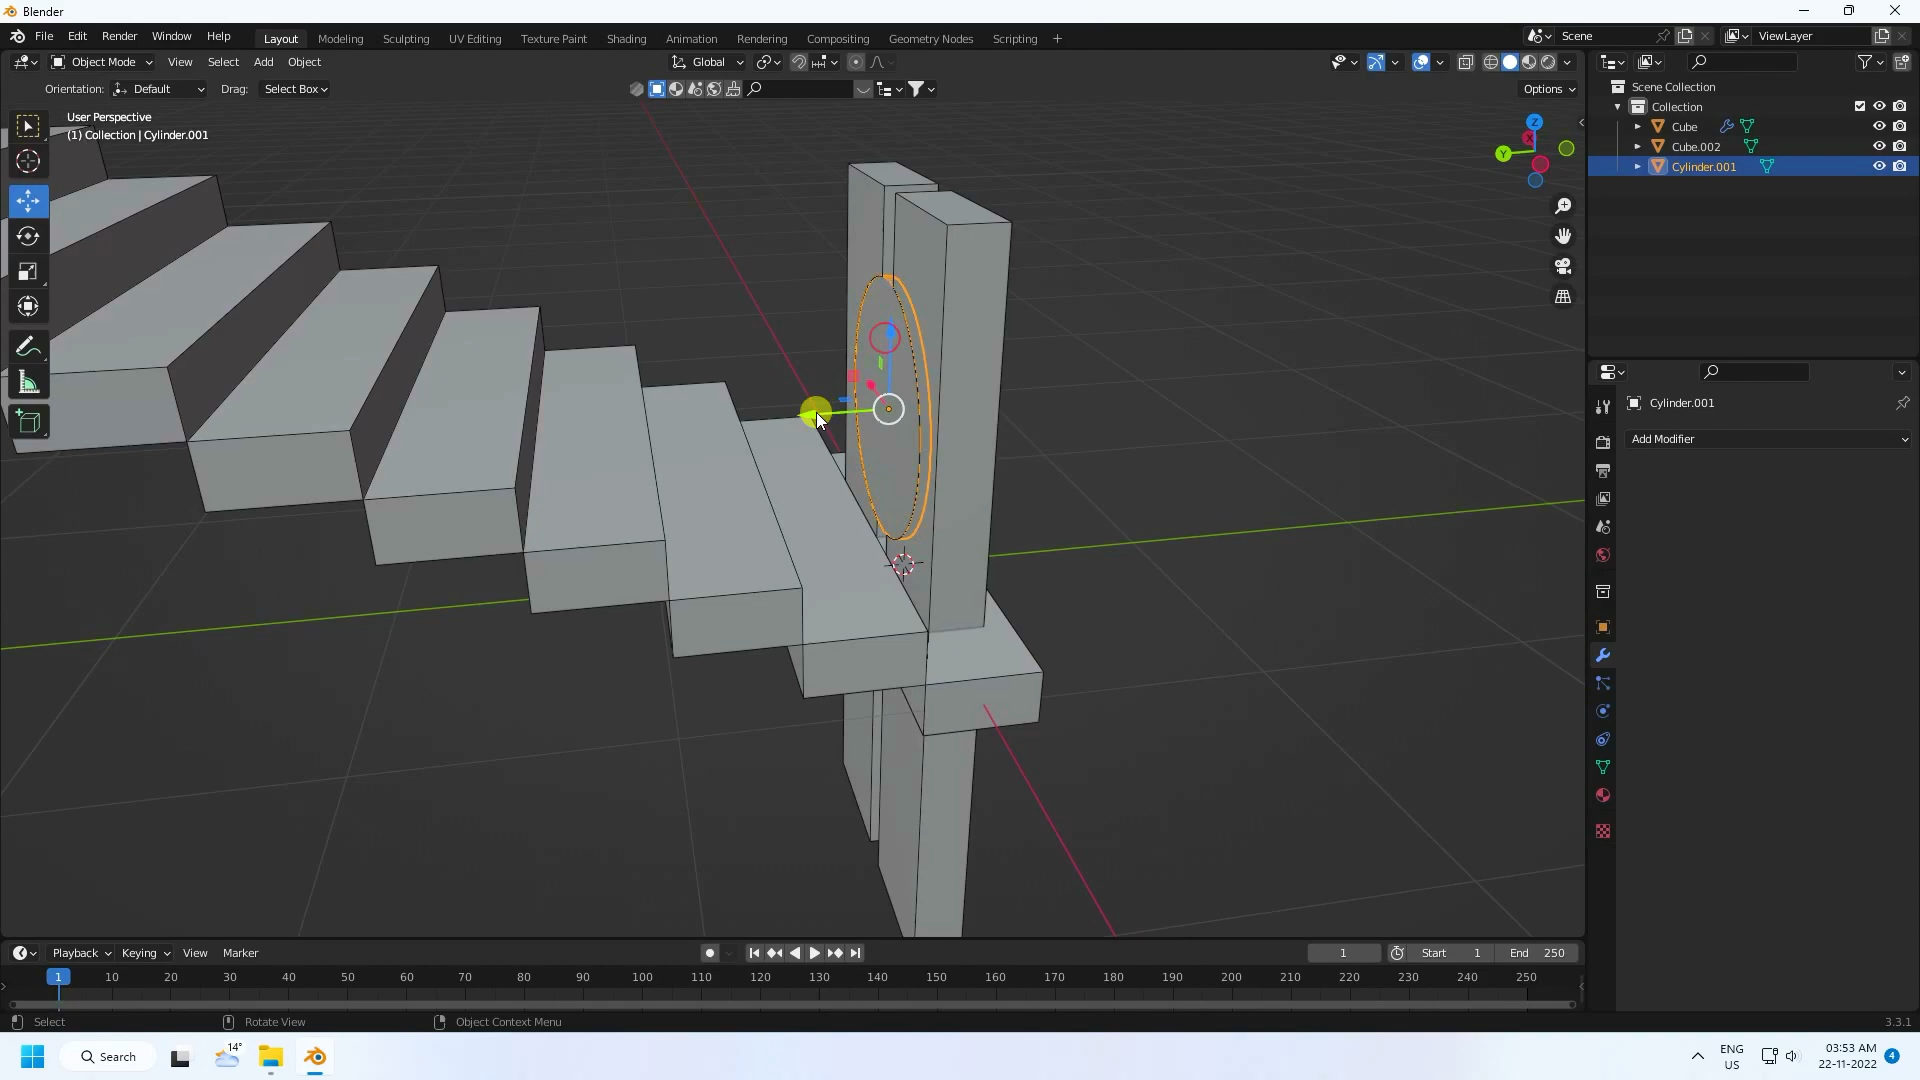 Blender
File Edit Render Window Help Layout Modeling Sculpting UV Editing Texture Paint Shading Animation Rendering Compositing Geometry Nodes Scripting + Scene ViewLayer
Object Mode View Select Add Object Global
Orientation: Default Drag: Select Box Options
User Perspective
(1) Collection | Cylinder.001
Z
X
Y
Scene Collection
Collection
Cube
Cube.002
Cylinder.001
Cylinder.001
Add Modifier
Playback Keying View Marker 1 Start 1 End 250
1 10 20 30 40 50 60 70 80 90 100 110 120 130 140 150 160 170 180 190 200 210 220 230 240 250
Select Rotate View Object Context Menu 3.3.1
Search 14° ENG US 03:53 AM 22-11-2022 4